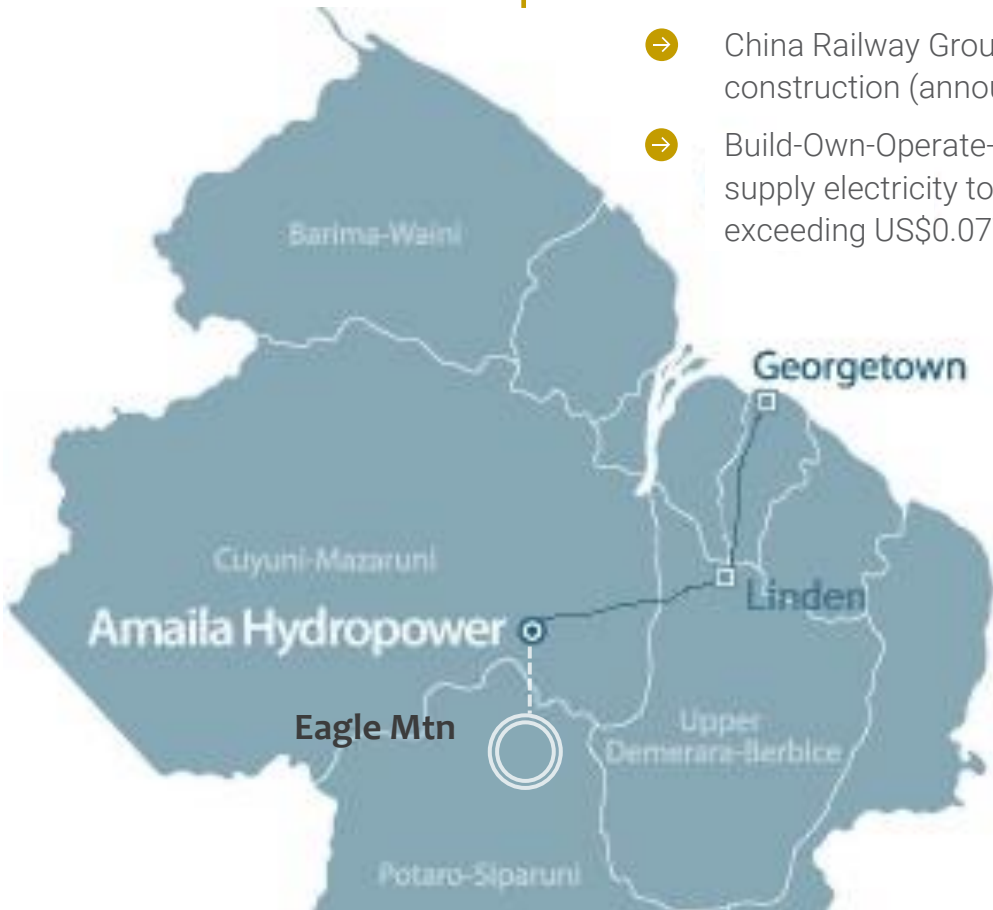 China Railway Grou
construction (annou
Build-Own-Operate-
supply electricity to
exceeding US$0.07
Barima-Waini
Georgetown
Cuyuni-Mazaruni
Linden
Amaila Hydropower
Eagle Mtn
Upper
Demerara-Berbice
Potaro-Siparuni